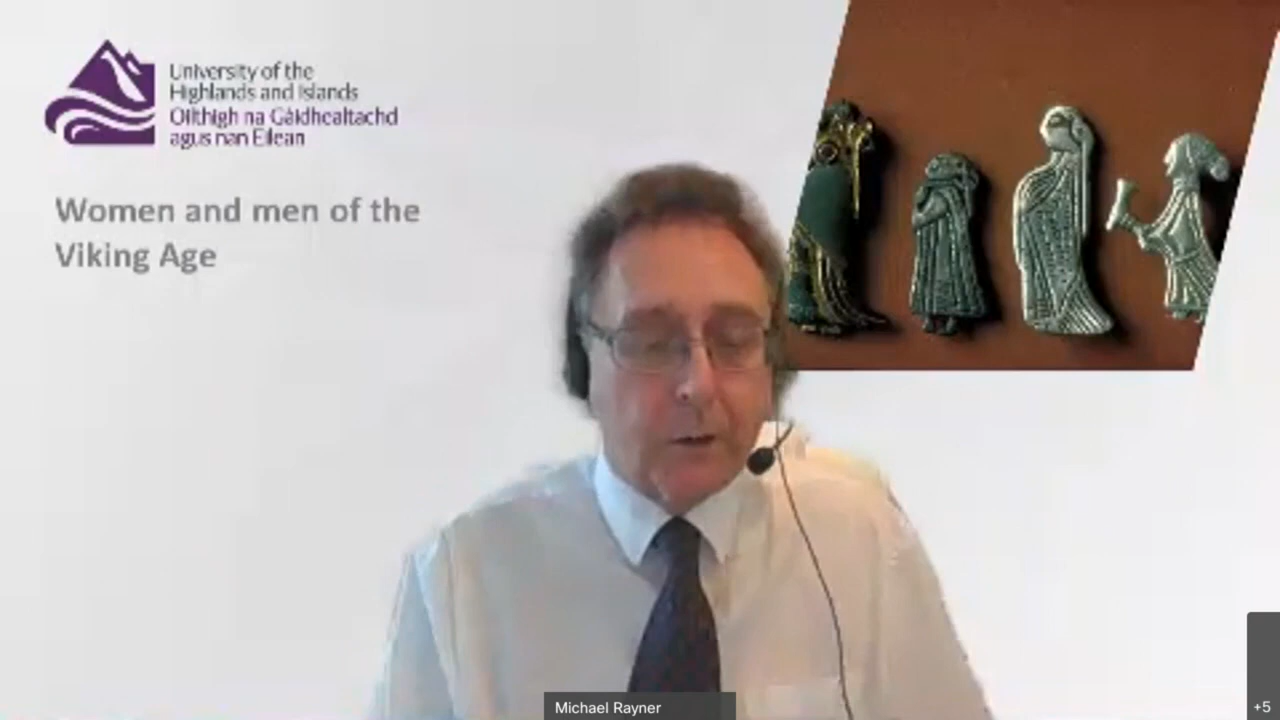 University of the
Highlands and Islands
Oilthigh na Gàidhealtachd
agus nan Eilean
Women and men of the
Viking Age
Michael Rayner
+5